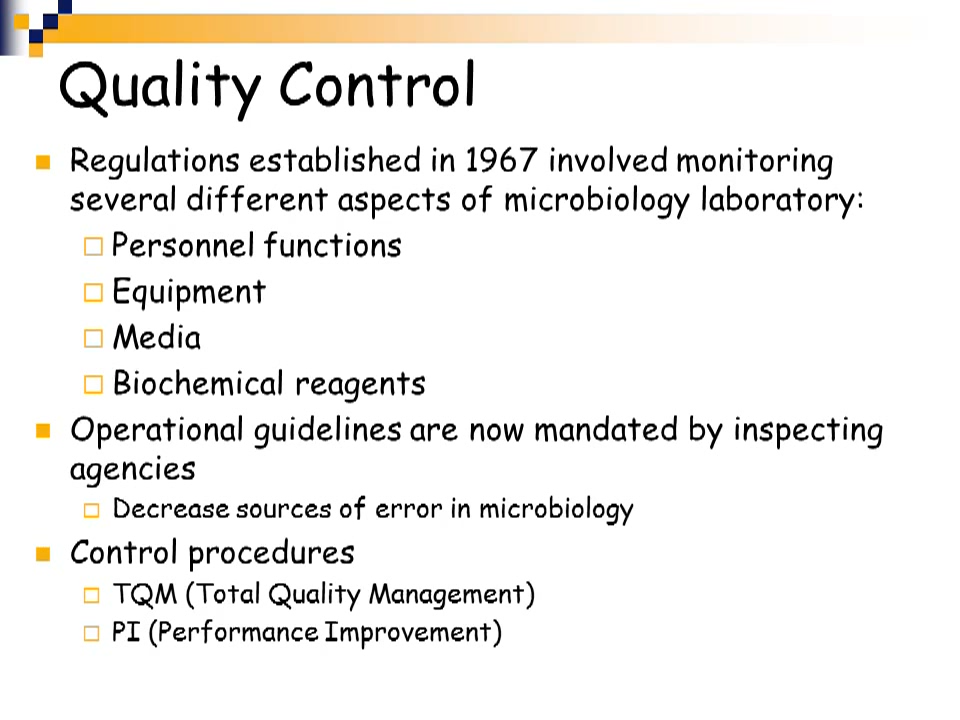 Quality Control
Regulations established in 1967 involved monitoring
several different aspects of microbiology laboratory:
Personnel functions
Equipment
Media
Biochemical reagents
Operational guidelines are now mandated by inspecting
agencies
Decrease sources of error in microbiology
Control procedures
TQM (Total Quality Management)
PI (Performance Improvement)